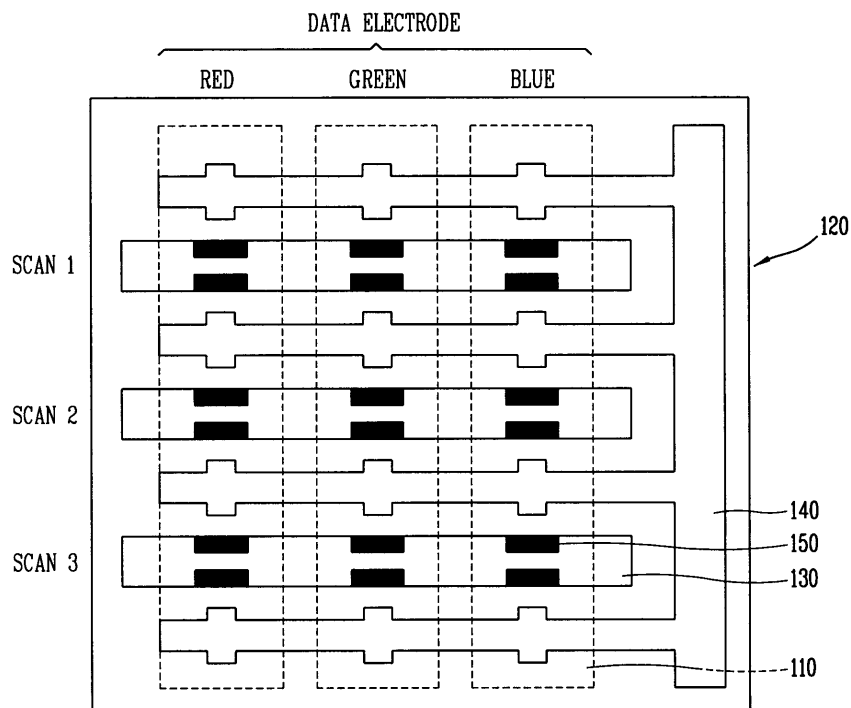 DATA ELECTRODE
RED GREEN BLUE
120
SCAN 1
SCAN 2
140
150
SCAN 3
130
110